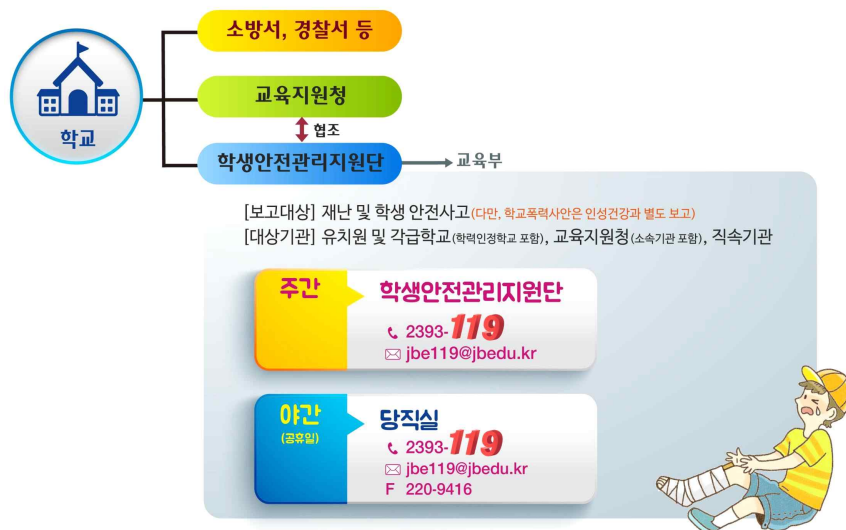 소방서, 경찰서 등
학교
교육지원청
협조
학생안전관리지원단
교육부
[보고대상] 재난 및 학생 안전사고(다만, 학교폭력사안은 인성건강과 별도 보고)
[대상기관] 유치원 및 각급학교(학력인정학교 포함), 교육지원청(소속기관 포함), 직속기관
주간
학생안전관리지원단
2393-119
jbe119@jbedu.kr
야간
(공휴일)
당직실
2393-119
jbe119@jbedu.kr
F 220-9416